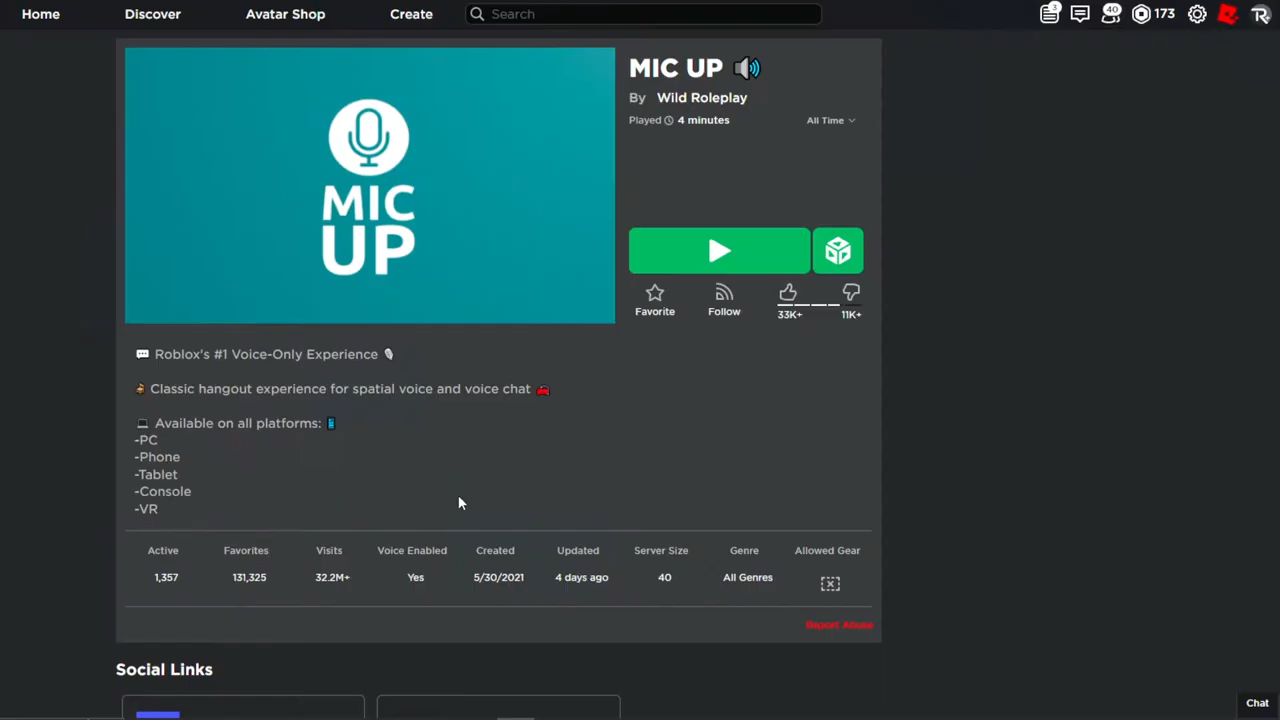 Home Discover Avatar Shop Create Search 3 40 173
MIC
UP
MIC UP
By Wild Roleplay
Played 4 minutes All Time
Favorite Follow 33K+ 11K+
Roblox's #1 Voice-Only Experience
Classic hangout experience for spatial voice and voice chat
Available on all platforms:
-PC
-Phone
-Tablet
-Console
-VR
Active Favorites Visits Voice Enabled Created Updated Server Size Genre Allowed Gear
1,357 131,325 32.2M+ Yes 5/30/2021 4 days ago 40 All Genres
Report Abuse
Social Links
Chat